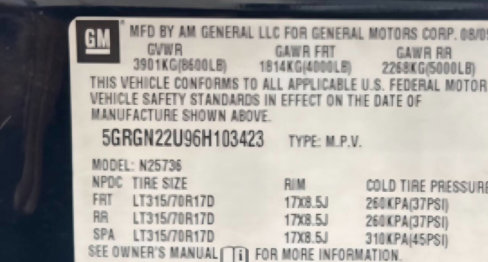 GM
MFD BY AM GENERAL LLC FOR GENERAL MOTORS CORP. 08/05
GVWR GAWR FRT GAWR RR
3901KG(8600LB) 1814KG(4000LB) 2268KG(5000LB)
THIS VEHICLE CONFORMS TO ALL APPLICABLE U.S. FEDERAL MOTOR
VEHICLE SAFETY STANDARDS IN EFFECT ON THE DATE OF
MANUFACTURE SHOWN ABOVE.
5GRGN22U96H103423 TYPE: M.P.V.
MODEL: N25736
NPDC TIRE SIZE RIM COLD TIRE PRESSURE
FRT LT315/70R17D 17X8.5J 260KPA(37PSI)
RR LT315/70R17D 17X8.5J 260KPA(37PSI)
SPA LT315/70R17D 17X8.5J 310KPA(45PSI)
SEE OWNER'S MANUAL i FOR MORE INFORMATION.